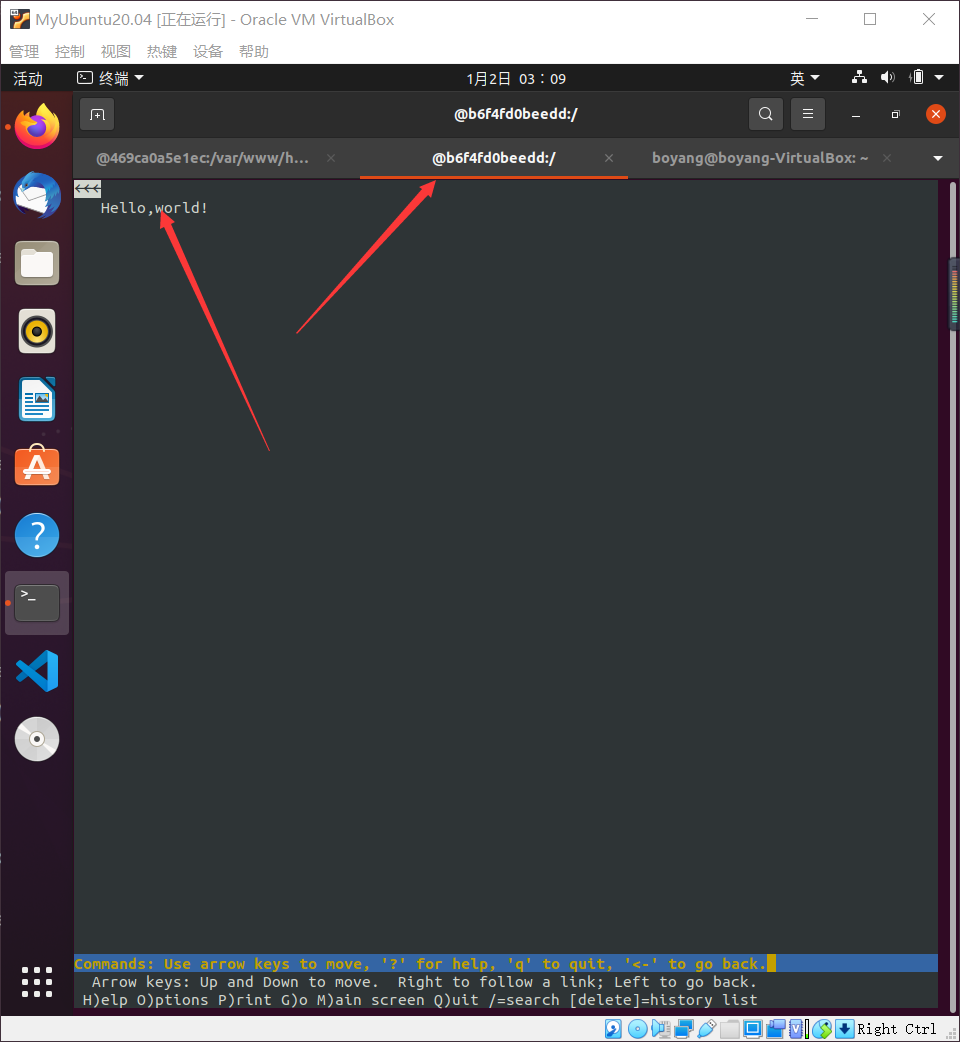 MyUbuntu20.04 [正在运行] - Oracle VM VirtualBox
管理 控制 视图 热键 设备 帮助
活动 终端 1月2日 03：09 英
@b6f4fd0beedd:/
@469ca0a5e1ec:/var/www/h... @b6f4fd0beedd:/ boyang@boyang-VirtualBox: ~
<<<
Hello,world!
Commands: Use arrow keys to move, '?' for help, 'q' to quit, '<-' to go back.
Arrow keys: Up and Down to move.  Right to follow a link; Left to go back.
H)elp O)ptions P)rint G)o M)ain screen Q)uit /=search [delete]=history list
Right Ctrl